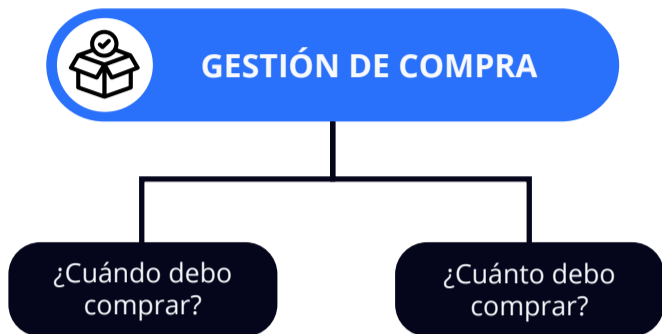 GESTIÓN DE COMPRA
¿Cuándo debo
comprar?
¿Cuánto debo
comprar?